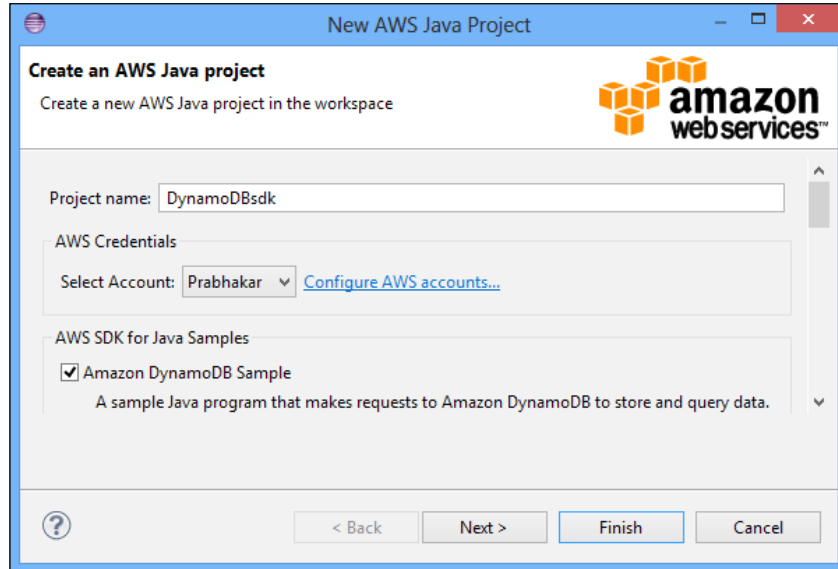 New AWS Java Project
Create an AWS Java project
Create a new AWS Java project in the workspace
amazon
web services™
Project name: DynamoDBsdk
AWS Credentials
Select Account: Prabhakar Configure AWS accounts...
AWS SDK for Java Samples
Amazon DynamoDB Sample
A sample Java program that makes requests to Amazon DynamoDB to store and query data.
? < Back Next > Finish Cancel